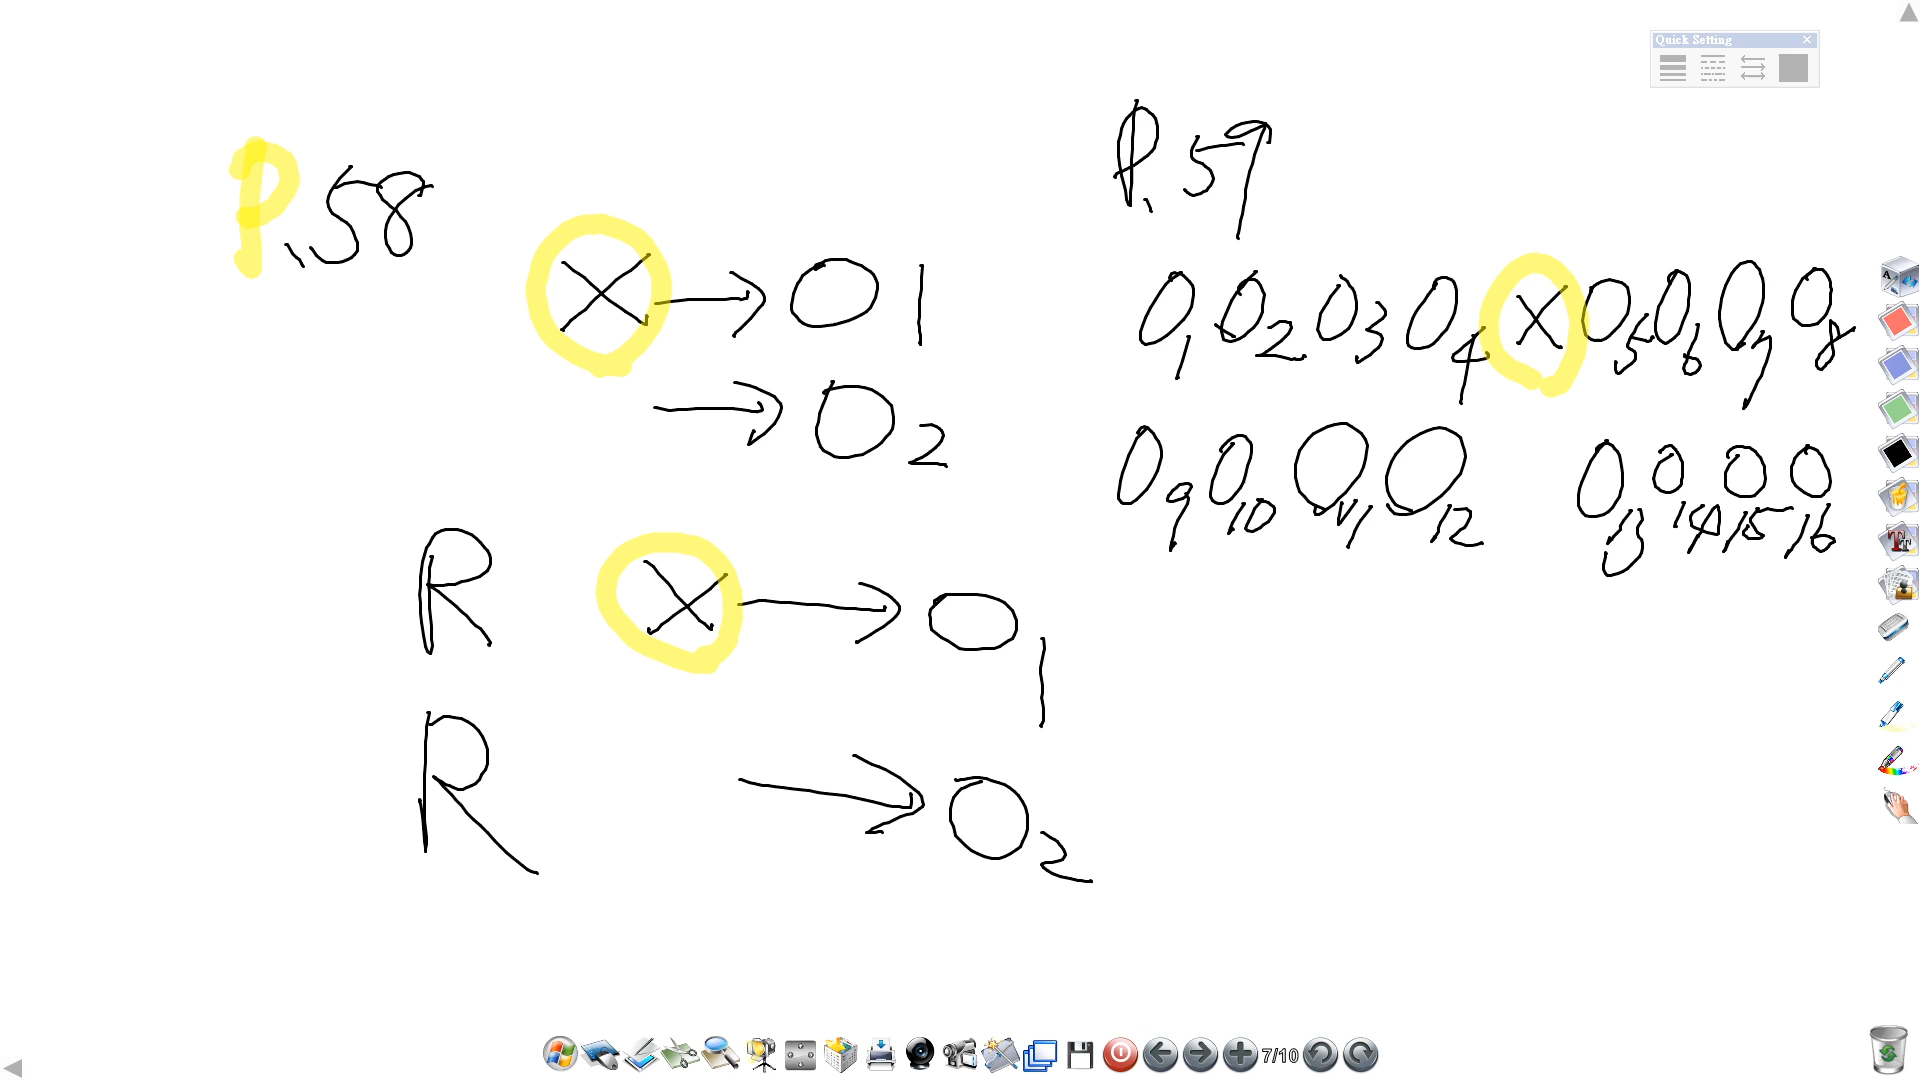 Quick Setting
P.58
X → O1
→ O2
R X → O1
R → O2
P.59
O1 O2 O3 O4 X O5 O6 O7 O8
O9 O10 O11 O12 O13 O14 O15 O16
7/10